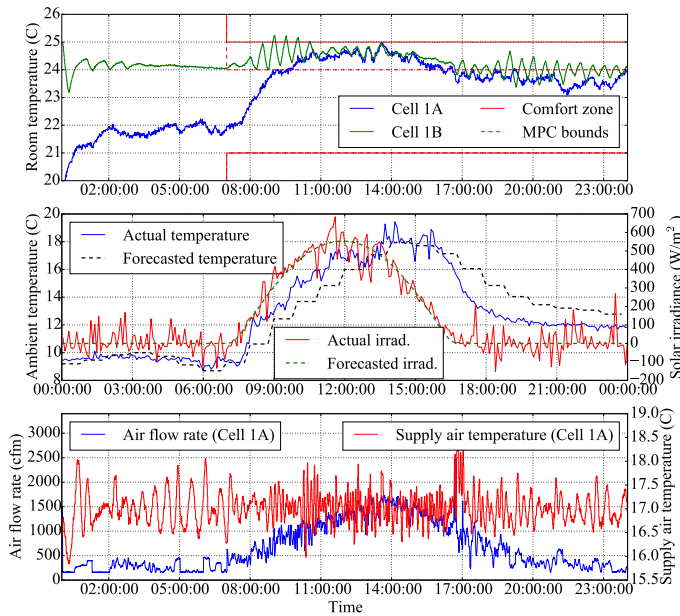 26
25
24
23
22
21
20
Room temperature (C)
Cell 1A
Cell 1B
Comfort zone
MPC bounds
02:00:00 05:00:00 08:00:00 11:00:00 14:00:00 17:00:00 20:00:00 23:00:00
20
18
16
14
12
10
8
Ambient temperature (C)
Actual temperature
Forecasted temperature
Actual irrad.
Forecasted irrad.
700
600
500
400
300
200
100
0
−100
−200
Solar irradiance (W/m²)
00:00:00 03:00:00 06:00:00 09:00:00 12:00:00 15:00:00 18:00:00 21:00:00 00:00:00
3000
2500
2000
1500
1000
500
0
Air flow rate (cfm)
Air flow rate (Cell 1A)
Supply air temperature (Cell 1A)
19.0
18.5
18.0
17.5
17.0
16.5
16.0
15.5
Supply air temperature (C)
02:00:00 05:00:00 08:00:00 11:00:00 14:00:00 17:00:00 20:00:00 23:00:00
Time